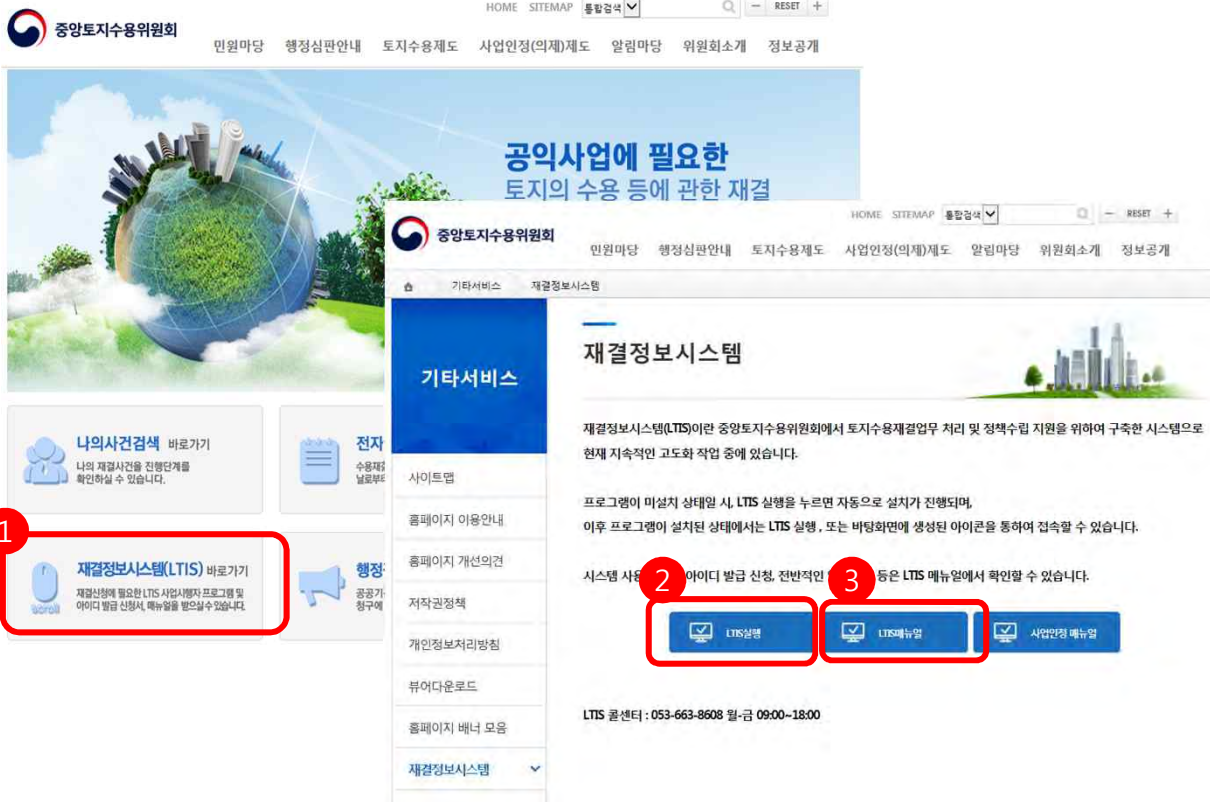 HOME SITEMAP 통합검색 - RESET +
중앙토지수용위원회
민원마당 행정심판안내 토지수용제도 사업인정(의제)제도 알림마당 위원회소개 정보공개
공익사업에 필요한
토지의 수용 등에 관한 재결
나의사건검색 바로가기
나의 재결사건을 진행단계를
확인하실 수 있습니다.
전자
수용재
날로부터
1
재결정보시스템(LTIS) 바로가기
재결신청에 필요한 LTIS 사업시행자 프로그램 및
아이디 발급 신청서, 매뉴얼을 받으실수 있습니다.
scroll
행정
공공기
청구에
HOME SITEMAP 통합검색 - RESET +
중앙토지수용위원회
민원마당 행정심판안내 토지수용제도 사업인정(의제)제도 알림마당 위원회소개 정보공개
기타서비스 재결정보시스템
기타서비스
사이트맵
홈페이지 이용안내
홈페이지 개선의견
저작권정책
개인정보처리방침
뷰어다운로드
홈페이지 배너 모음
재결정보시스템
재결정보시스템
재결정보시스템(LTIS)이란 중앙토지수용위원회에서 토지수용재결업무 처리 및 정책수립 지원을 위하여 구축한 시스템으로
현재 지속적인 고도화 작업 중에 있습니다.
프로그램이 미설치 상태일 시, LTIS 실행을 누르면 자동으로 설치가 진행되며,
이후 프로그램이 설치된 상태에서는 LTIS 실행 , 또는 바탕화면에 생성된 아이콘을 통하여 접속할 수 있습니다.
시스템 사용 아이디 발급 신청, 전반적인 등은 LTIS 메뉴얼에서 확인할 수 있습니다.
2
3
LTIS실행
LTIS매뉴얼
사업인정 매뉴얼
LTIS 콜센터 : 053-663-8608 월-금 09:00~18:00